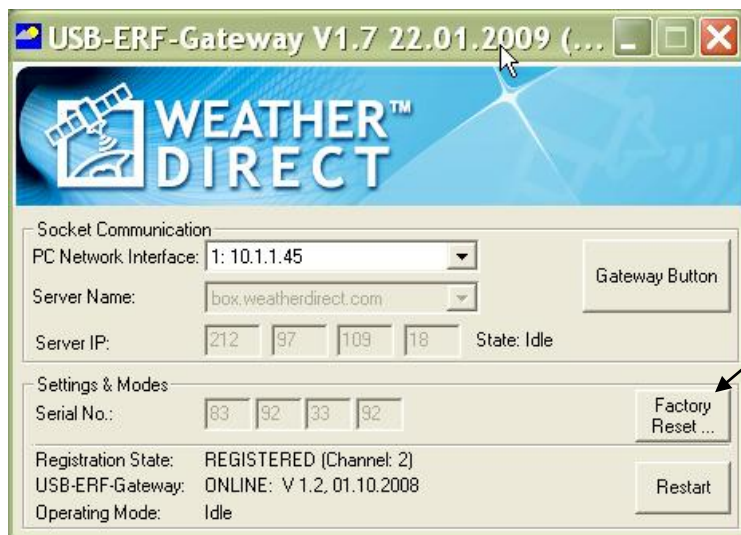 USB-ERF-Gateway V1.7 22.01.2009 (...
WEATHER™
DIRECT
Socket Communication
PC Network Interface: 1: 10.1.1.45
Gateway Button
Server Name: box.weatherdirect.com
Server IP: 212 97 109 18 State: Idle
Settings & Modes
Serial No.: 83 92 33 92
Factory
Reset ...
Registration State: REGISTERED (Channel: 2)
USB-ERF-Gateway: ONLINE: V 1.2, 01.10.2008
Restart
Operating Mode: Idle